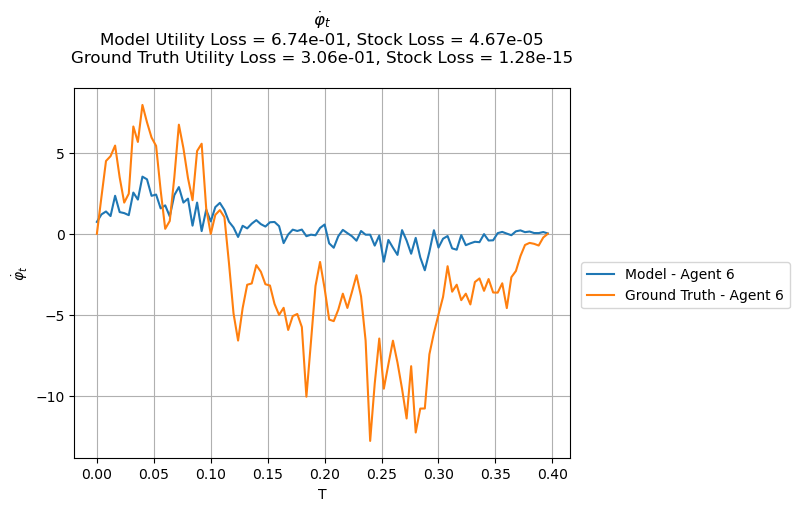 φ̇ₜ
Model Utility Loss = 6.74e-01, Stock Loss = 4.67e-05
Ground Truth Utility Loss = 3.06e-01, Stock Loss = 1.28e-15
5
0
−5
−10
φ̇ₜ
0.00 0.05 0.10 0.15 0.20 0.25 0.30 0.35 0.40
T
Model - Agent 6
Ground Truth - Agent 6